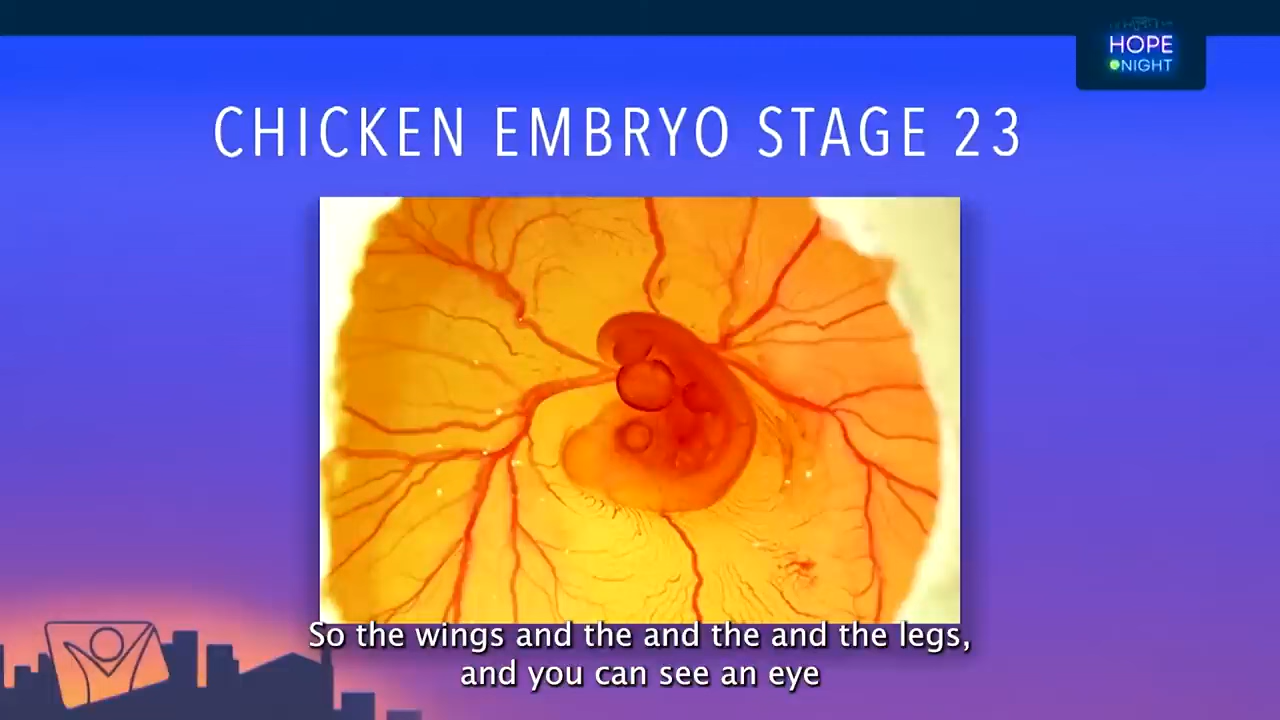 HOPE
@NIGHT
CHICKEN EMBRYO STAGE 23
So the wings and the and the and the legs,
and you can see an eye